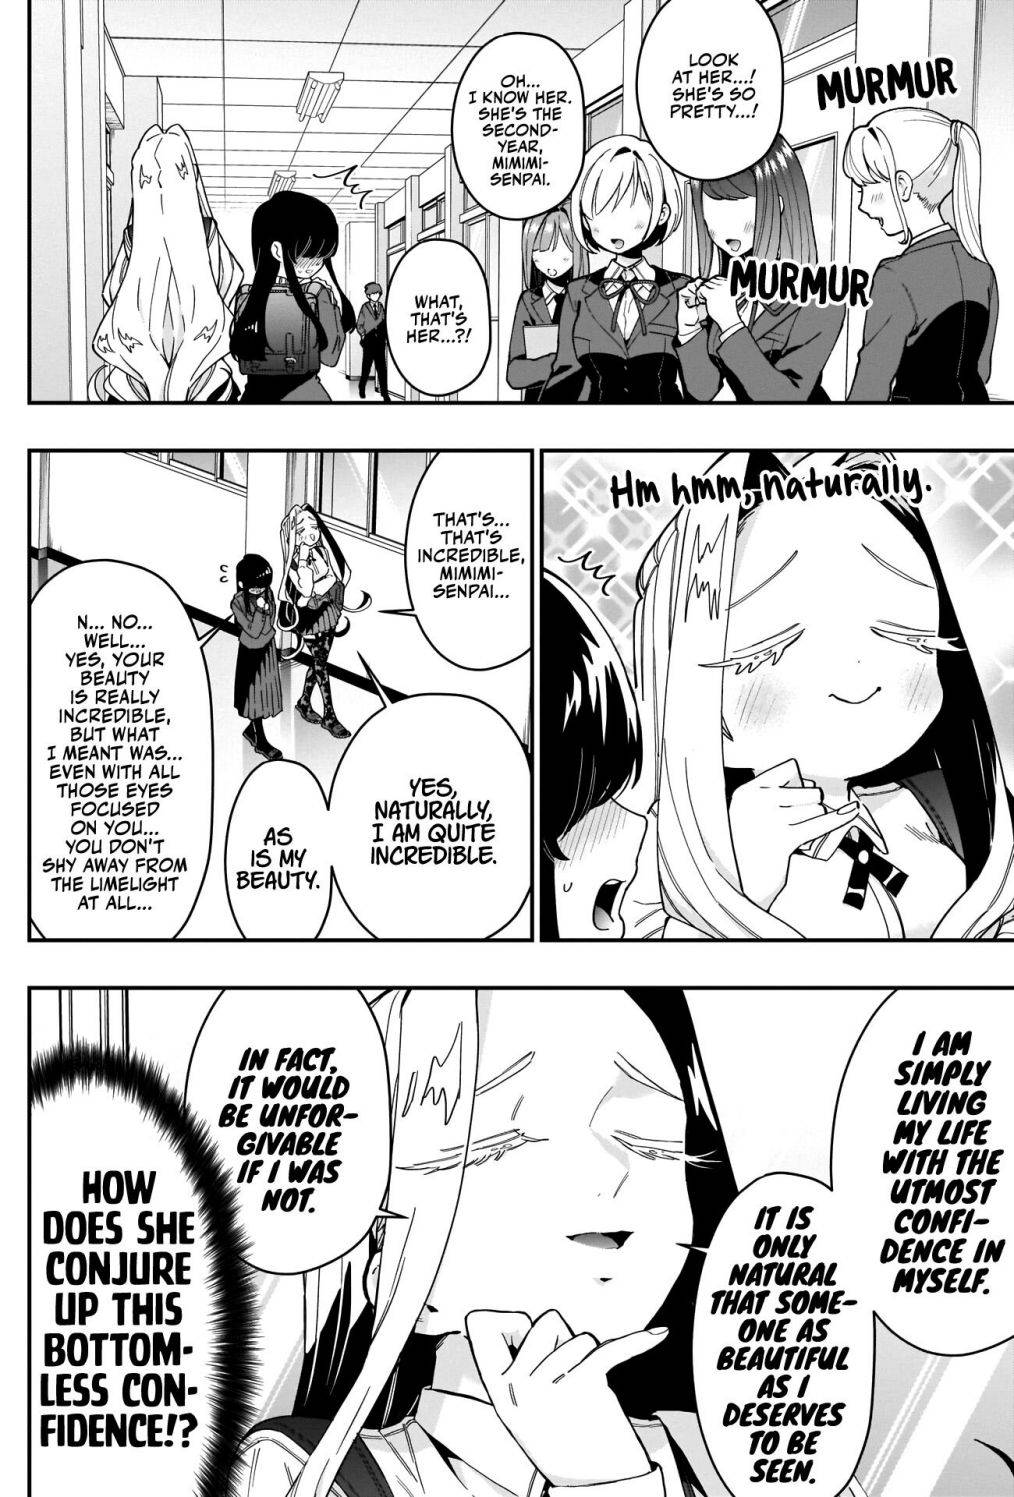 MURMUR
LOOK
AT HER...!
SHE'S SO
PRETTY...!
MURMUR
OH...
I KNOW HER.
SHE'S THE
SECOND-
YEAR,
MIMIMI-
SENPAI.
WHAT,
THAT'S
HER...?!
Hm hmm, naturally.
THAT'S...
THAT'S
INCREDIBLE,
MIMIMI-
SENPAI...
YES,
NATURALLY,
I AM QUITE
INCREDIBLE.
AS
IS MY
BEAUTY.
N... NO...
WELL...
YES, YOUR
BEAUTY
IS REALLY
INCREDIBLE,
BUT WHAT
I MEANT WAS...
EVEN WITH ALL
THOSE EYES
FOCUSED
ON YOU...
YOU DON'T
SHY AWAY FROM
THE LIMELIGHT
AT ALL...
I AM
SIMPLY
LIVING
MY LIFE
WITH THE
UTMOST
CONFI-
DENCE IN
MYSELF.
IT IS
ONLY
NATURAL
THAT SOME-
ONE AS
BEAUTIFUL
AS I
DESERVES
TO BE
SEEN.
IN FACT,
IT WOULD
BE UNFOR-
GIVABLE
IF I WAS
NOT.
HOW
DOES SHE
CONJURE
UP THIS
BOTTOM-
LESS CON-
FIDENCE!?